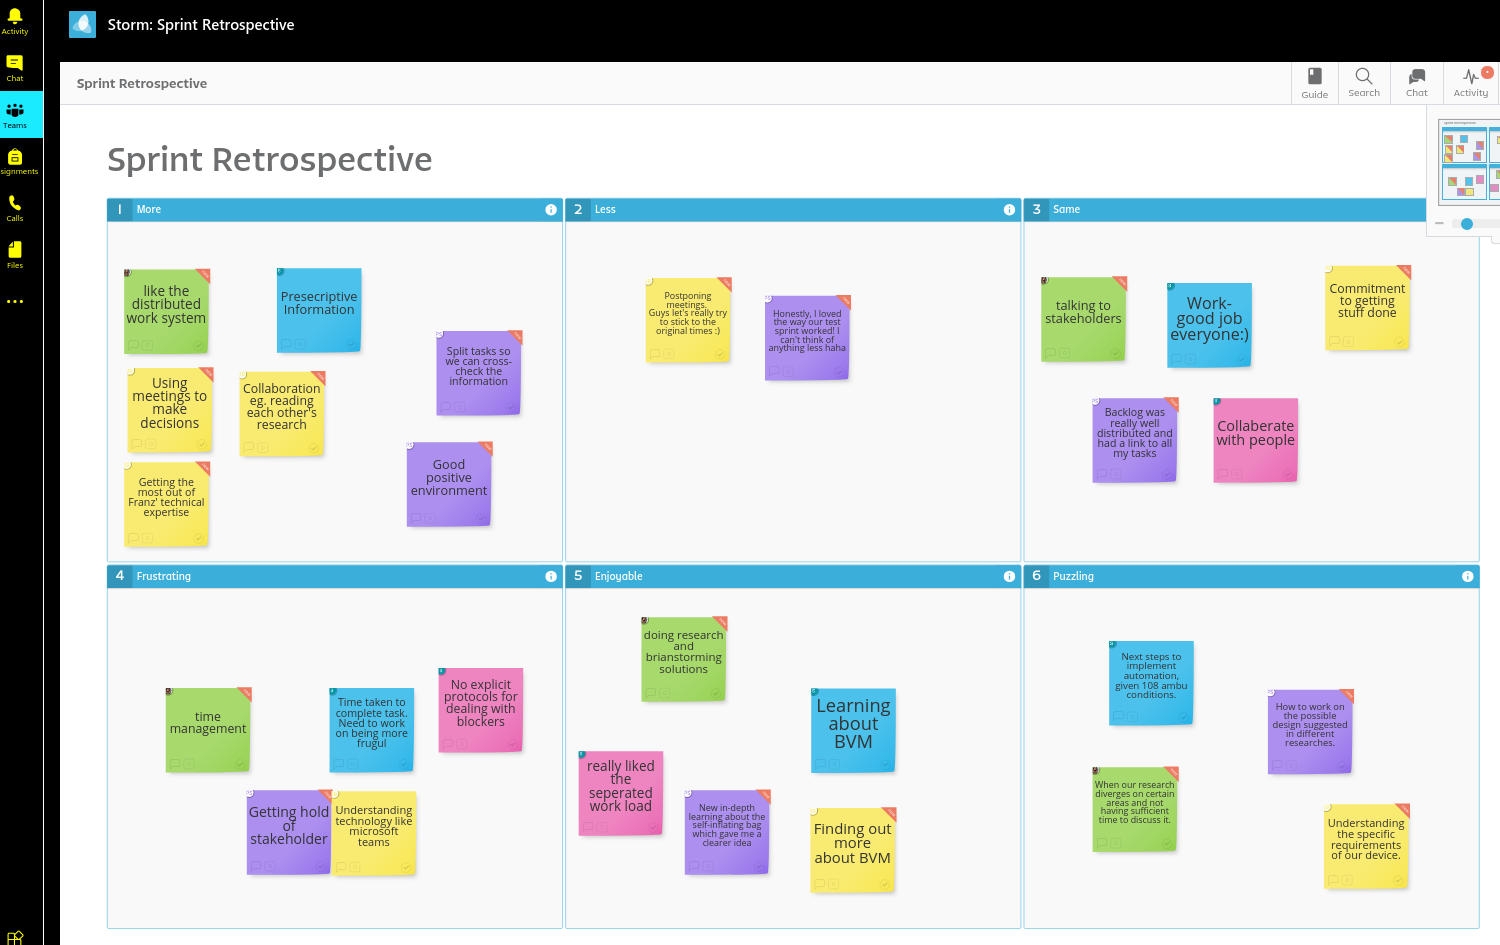 Activity
Chat
Teams
signments
Calls
Files
Storm: Sprint Retrospective
Sprint Retrospective
Guide
Search
Chat
Activity
Sprint Retrospective
1 More
like the
distributed
work system
Presecriptive
Information
Split tasks so
we can cross-
check the
information
Using
meetings to
make
decisions
Collaboration
eg. reading
each other's
research
Good
positive
environment
Getting the
most out of
Franz' technical
expertise
2 Less
Postponing
meetings.
Guys let's really try
to stick to the
original times :)
Honestly, I loved
the way our test
sprint worked! I
can't think of
anything less haha
3 Same
talking to
stakeholders
Work-
good job
everyone:)
Commitment
to getting
stuff done
Backlog was
really well
distributed and
had a link to all
my tasks
Collaberate
with people
4 Frustrating
time
management
Time taken to
complete task.
Need to work
on being more
frugul
No explicit
protocols for
dealing with
blockers
Getting hold
of
stakeholder
Understanding
technology like
microsoft
teams
5 Enjoyable
doing research
and
brianstorming
solutions
Learning
about
BVM
really liked
the
seperated
work load
New in-depth
learning about the
self-inflating bag
which gave me a
clearer idea
Finding out
more
about BVM
6 Puzzling
Next steps to
implement
automation,
given 108 ambu
conditions.
How to work on
the possible
design suggested
in different
researches.
When our research
diverges on certain
areas and not
having sufficient
time to discuss it.
Understanding
the specific
requirements
of our device.